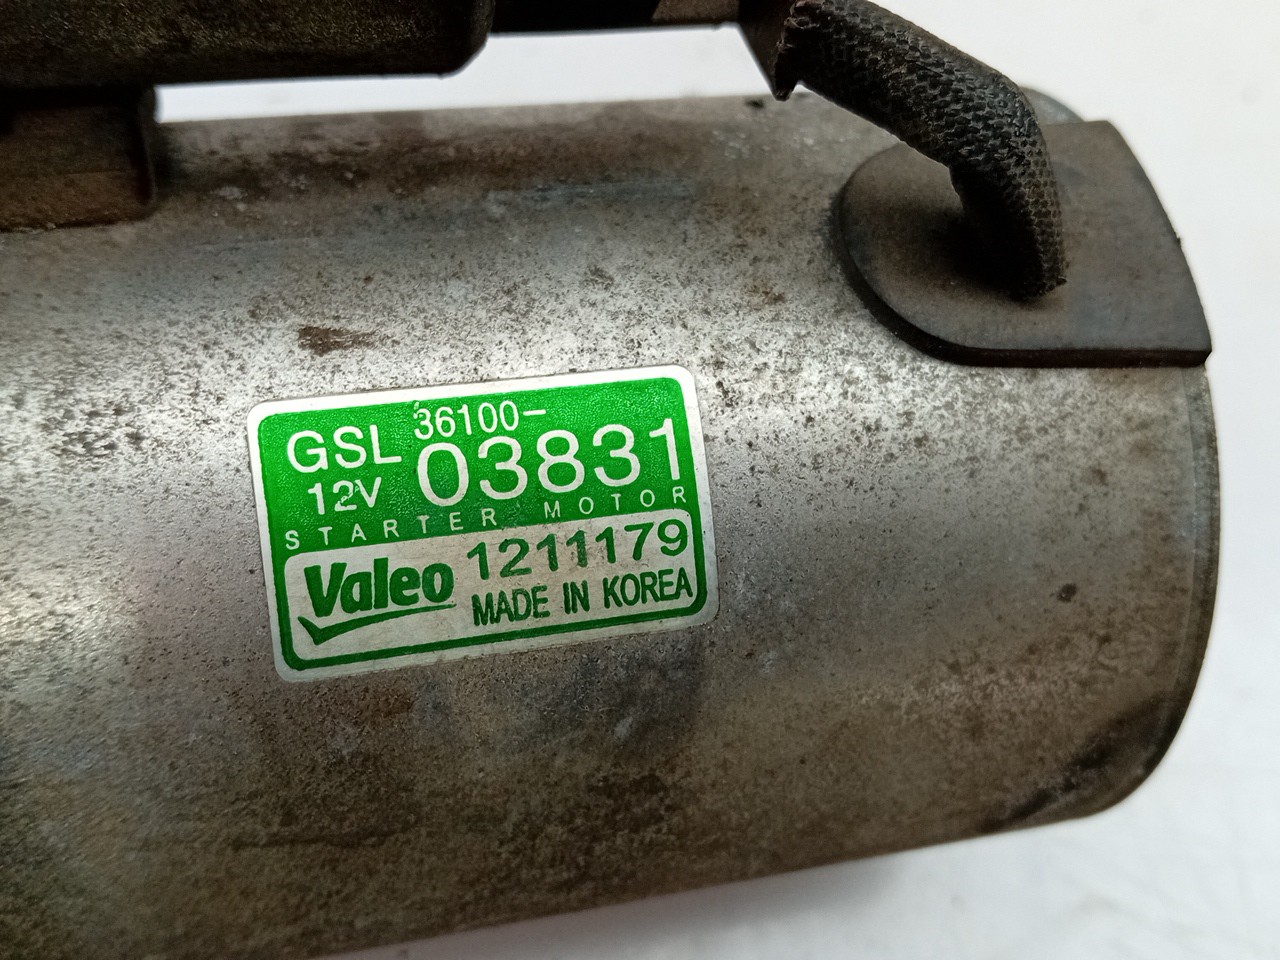 GSL 36100-
12V 03831
STARTER MOTOR
Valeo 1211179
MADE IN KOREA